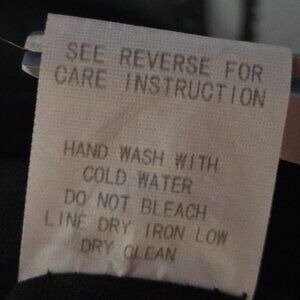 SEE REVERSE FOR
CARE INSTRUCTION
HAND WASH WITH
COLD WATER
DO NOT BLEACH
LINE DRY IRON LOW
DRY CLEAN